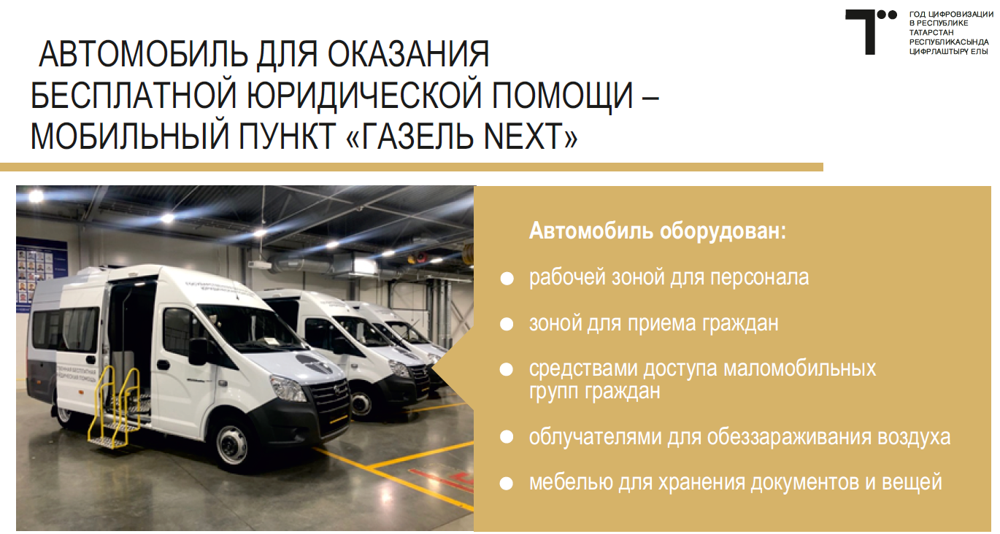 ГОД ЦИФРОВИЗАЦИИ
В РЕСПУБЛИКЕ
ТАТАРСТАН
РЕСПУБЛИКАСЫНДА
ЦИФРЛАШТЫРУ ЕЛЫ
АВТОМОБИЛЬ ДЛЯ ОКАЗАНИЯ
БЕСПЛАТНОЙ ЮРИДИЧЕСКОЙ ПОМОЩИ –
МОБИЛЬНЫЙ ПУНКТ «ГАЗЕЛЬ NEXT»
Автомобиль оборудован:
рабочей зоной для персонала
зоной для приема граждан
средствами доступа маломобильных
групп граждан
облучателями для обеззараживания воздуха
мебелью для хранения документов и вещей